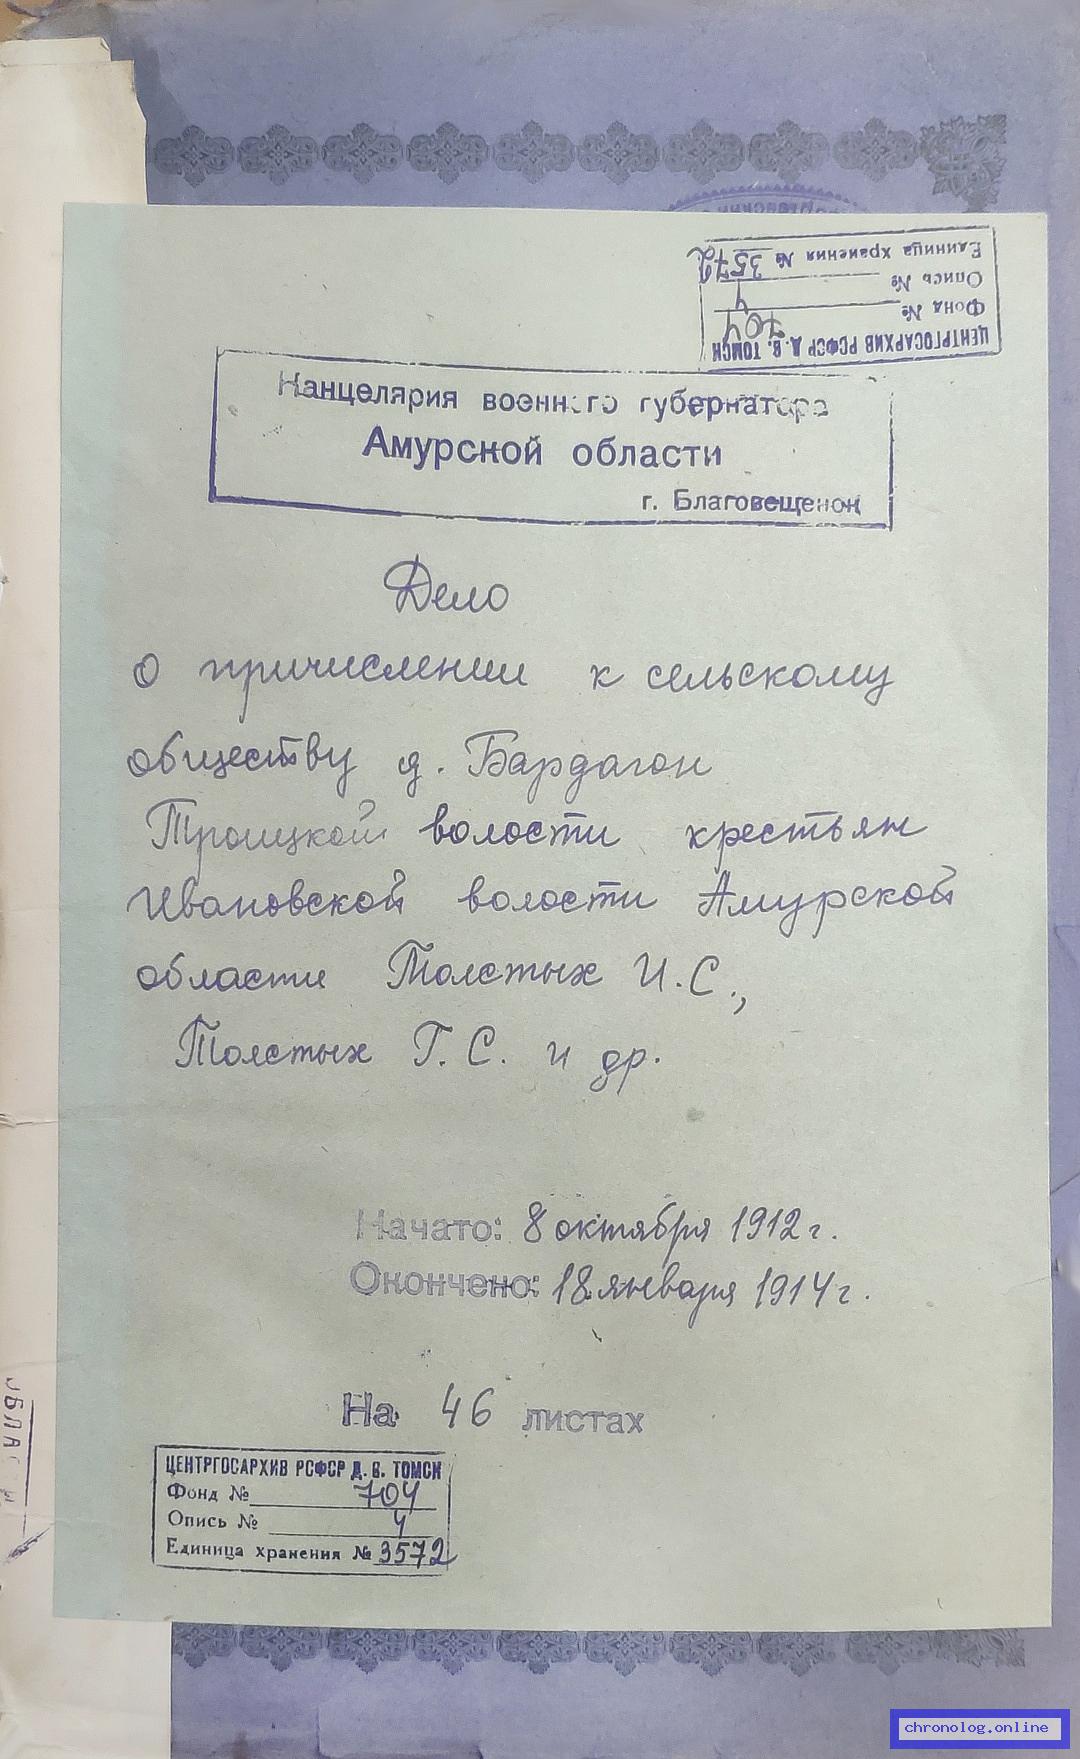 Единица хранения № 3572
Опись № 4
Фонд № 704
ЦЕНТРГОСАРХИВ РСФСР Д. В. ТОМСК
Канцелярия военного губернатора
Амурской области
г. Благовещенск
Дело
о причислении к сельскому
обществу д. Бардагон
Троицкой волости крестьян
Ивановской волости Амурской
области Толстых И.С.,
Толстых Г.С. и др.
Начато: 8 октября 1912 г.
Окончено: 18 января 1914 г.
На 46 листах
ЦЕНТРГОСАРХИВ РСФСР Д. В. ТОМСК
Фонд № 704
Опись № 4
Единица хранения № 3572
chronolog.online